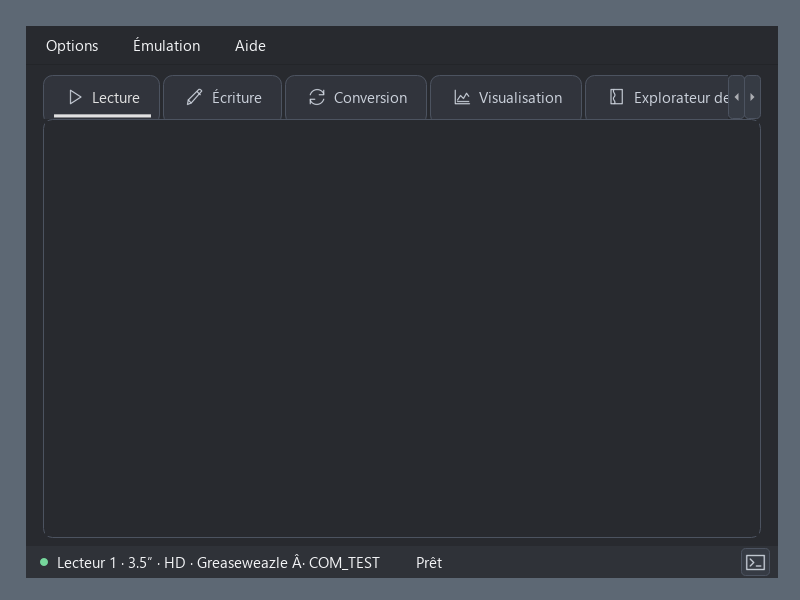 Options Émulation Aide
Lecture Écriture Conversion Visualisation Explorateur de
Lecteur 1 · 3.5″ · HD · Greaseweazle Â· COM_TEST Prêt